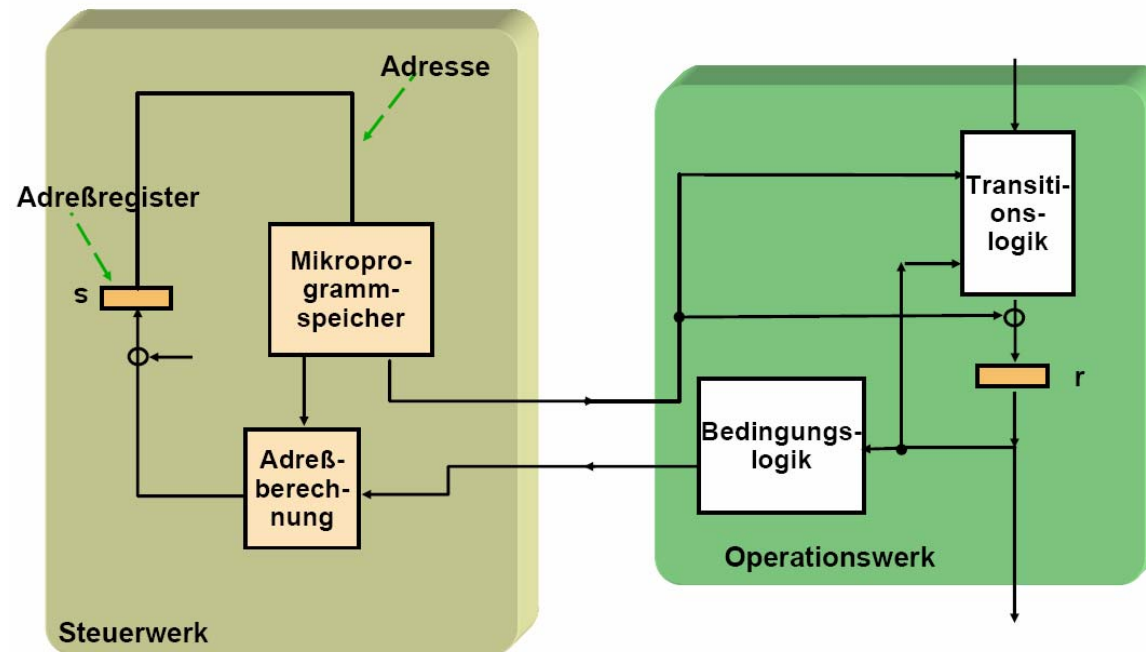 Adresse
Adreßregister
s
Mikropro-
gramm-
speicher
Adreß-
berech-
nung
Steuerwerk
Transiti-
ons-
logik
r
Bedingungs-
logik
Operationswerk